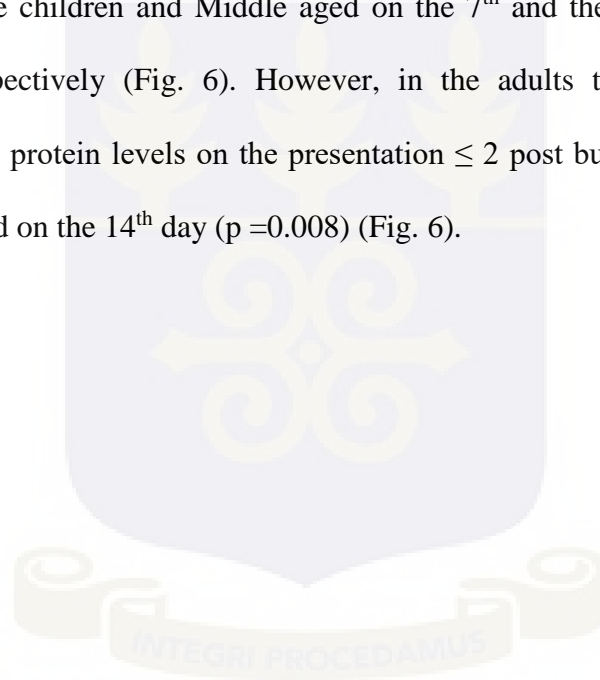 children and Middle aged on the 7th and the
pectively (Fig. 6). However, in the adults t
protein levels on the presentation ≤ 2 post bu
d on the 14th day (p =0.008) (Fig. 6).
INTEGRI PROCEDAMUS